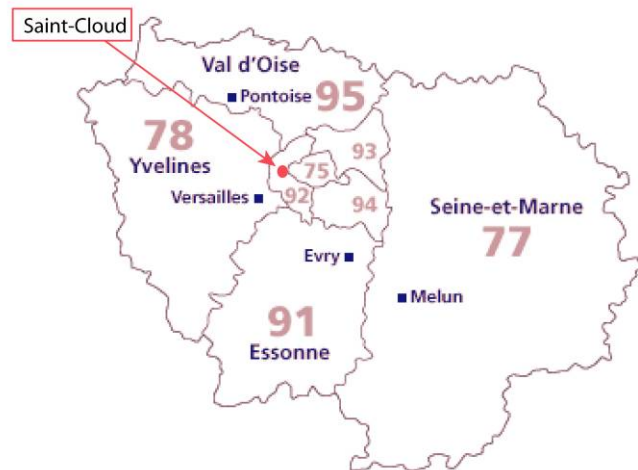 Saint-Cloud
Val d'Oise
Pontoise 95
78
Yvelines
93
75
Versailles
92
94
Seine-et-Marne
77
Evry
Melun
91
Essonne